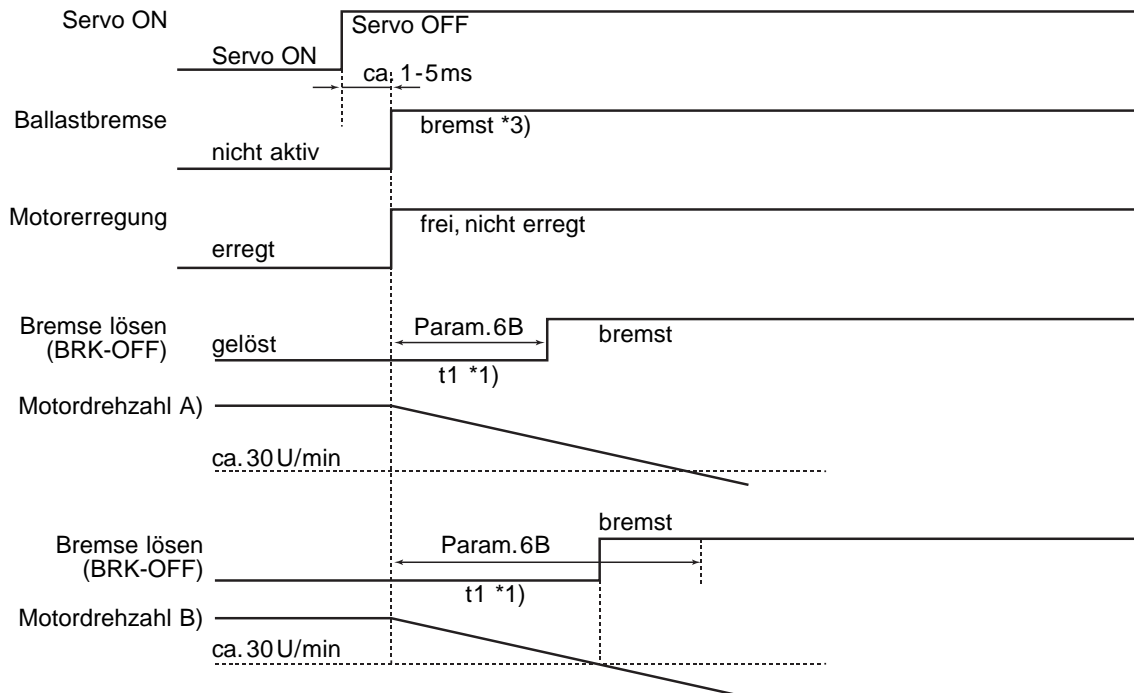 Servo ON
Servo OFF
Servo ON
ca. 1-5ms
Ballastbremse
bremst *3)
nicht aktiv
Motorerregung
frei, nicht erregt
erregt
Bremse lösen
(BRK-OFF)
Param.6B
bremst
gelöst
t1 *1)
Motordrehzahl A)
ca. 30 U/min
bremst
Bremse lösen
(BRK-OFF)
Param.6B
t1 *1)
Motordrehzahl B)
ca. 30 U/min